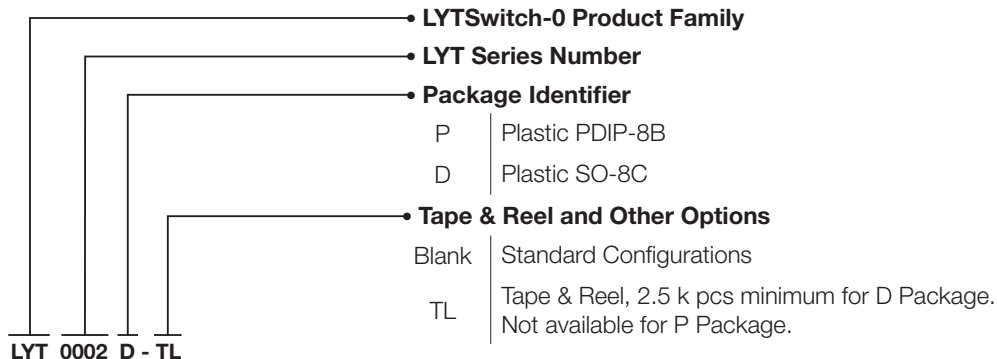 LYTSwitch-0 Product Family
LYT Series Number
Package Identifier
P Plastic PDIP-8B
D Plastic SO-8C
Tape & Reel and Other Options
Blank Standard Configurations
TL Tape & Reel, 2.5 k pcs minimum for D Package.
Not available for P Package.
LYT 0002 D - TL